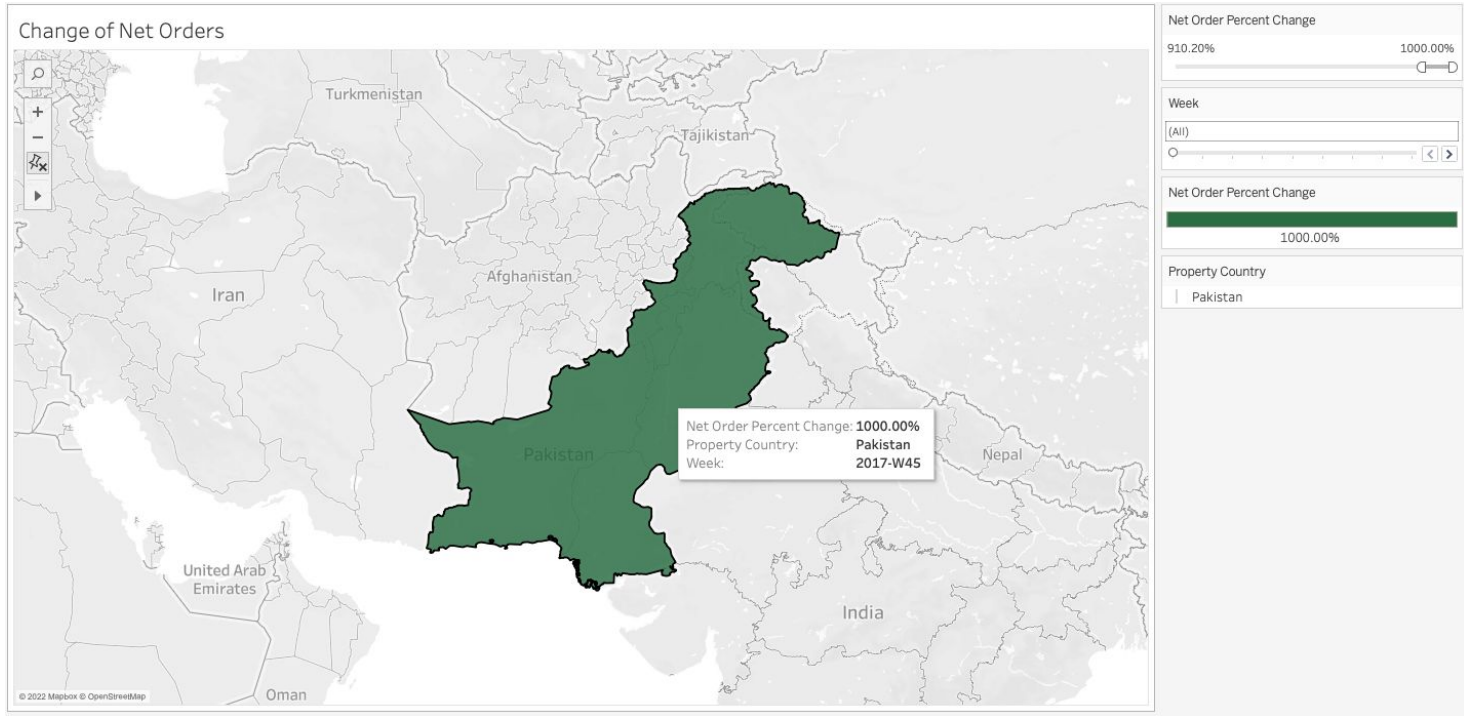 Change of Net Orders
Turkmenistan
Tajikistan
Afghanistan
Iran
Pakistan
Net Order Percent Change: 1000.00%
Property Country: Pakistan
Week: 2017-W45
Nepal
United Arab
Emirates
India
Oman
© 2022 Mapbox © OpenStreetMap
Net Order Percent Change
910.20% 1000.00%
Week
(All)
Net Order Percent Change
1000.00%
Property Country
Pakistan